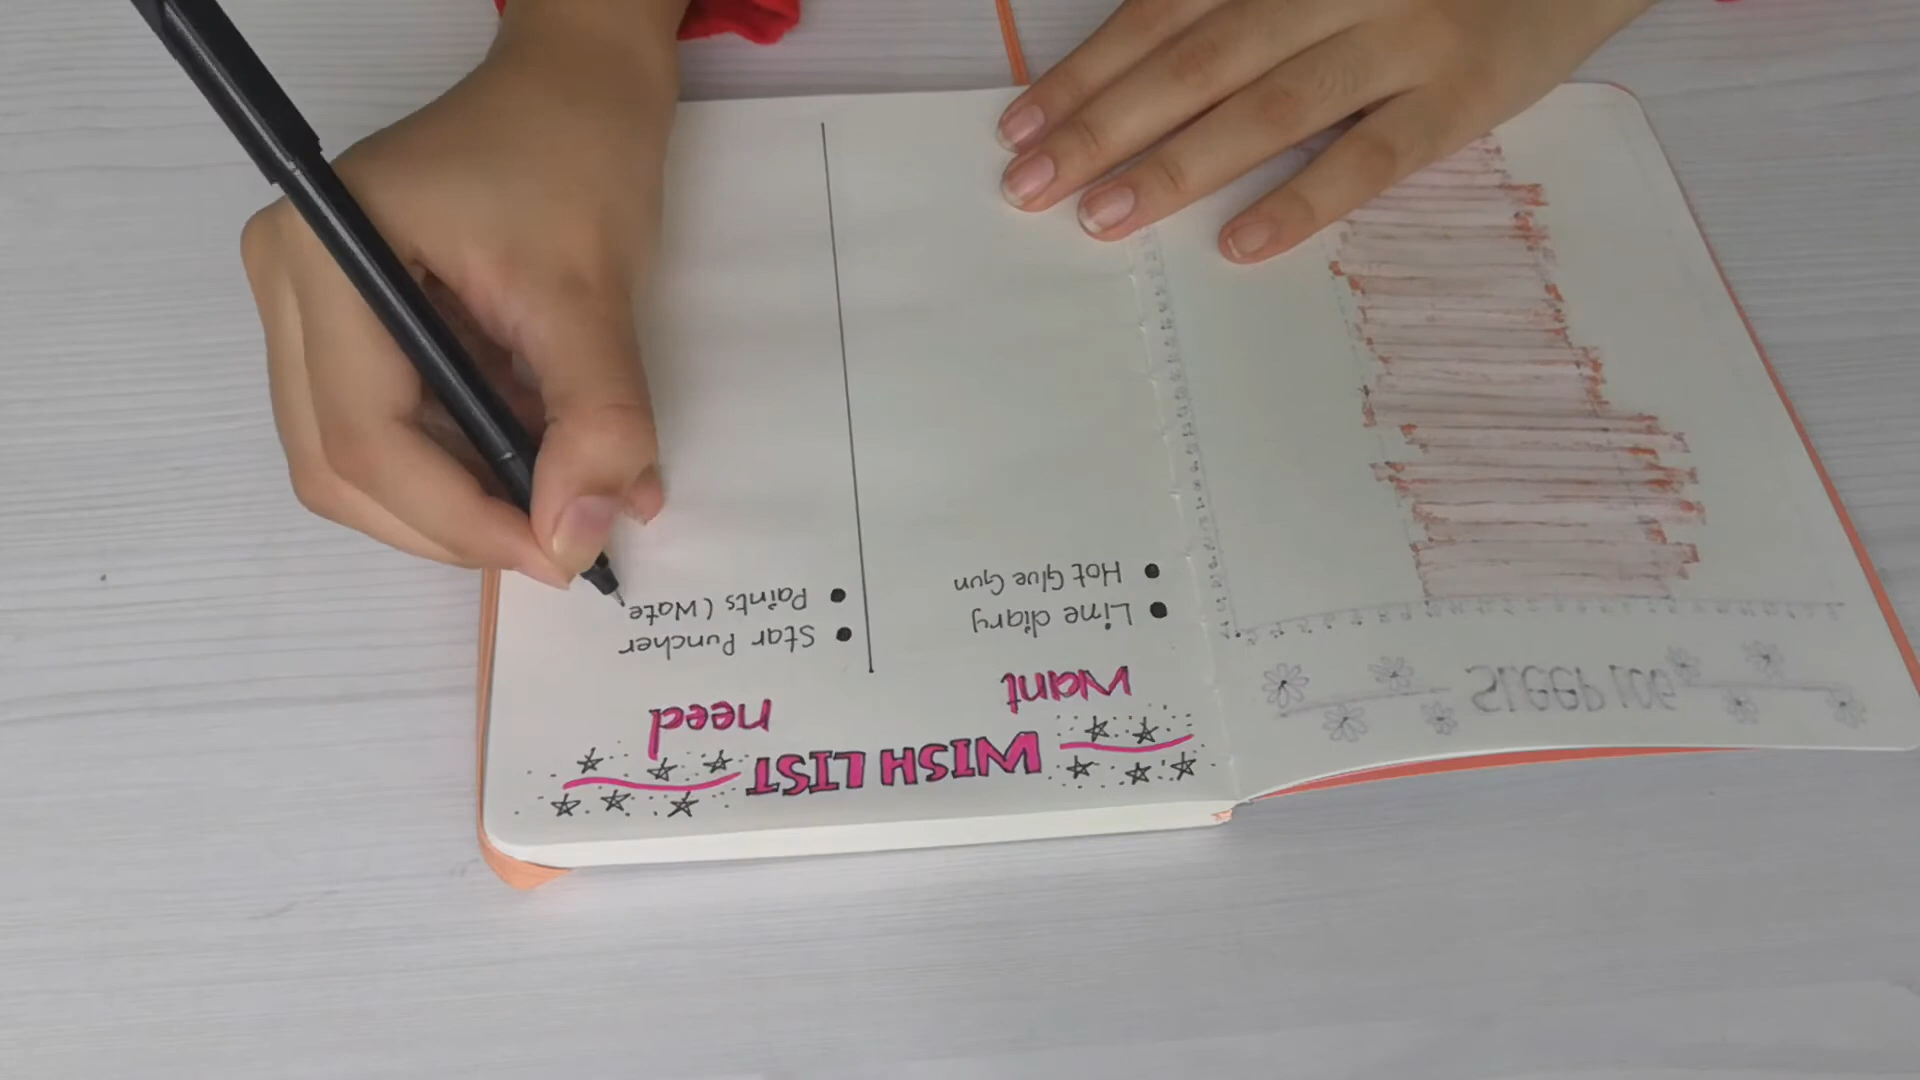 WISH LIST
want
Lime diary
Hot Glue Gun
need
Star Puncher
Paints (Wate
SLEEP LOG